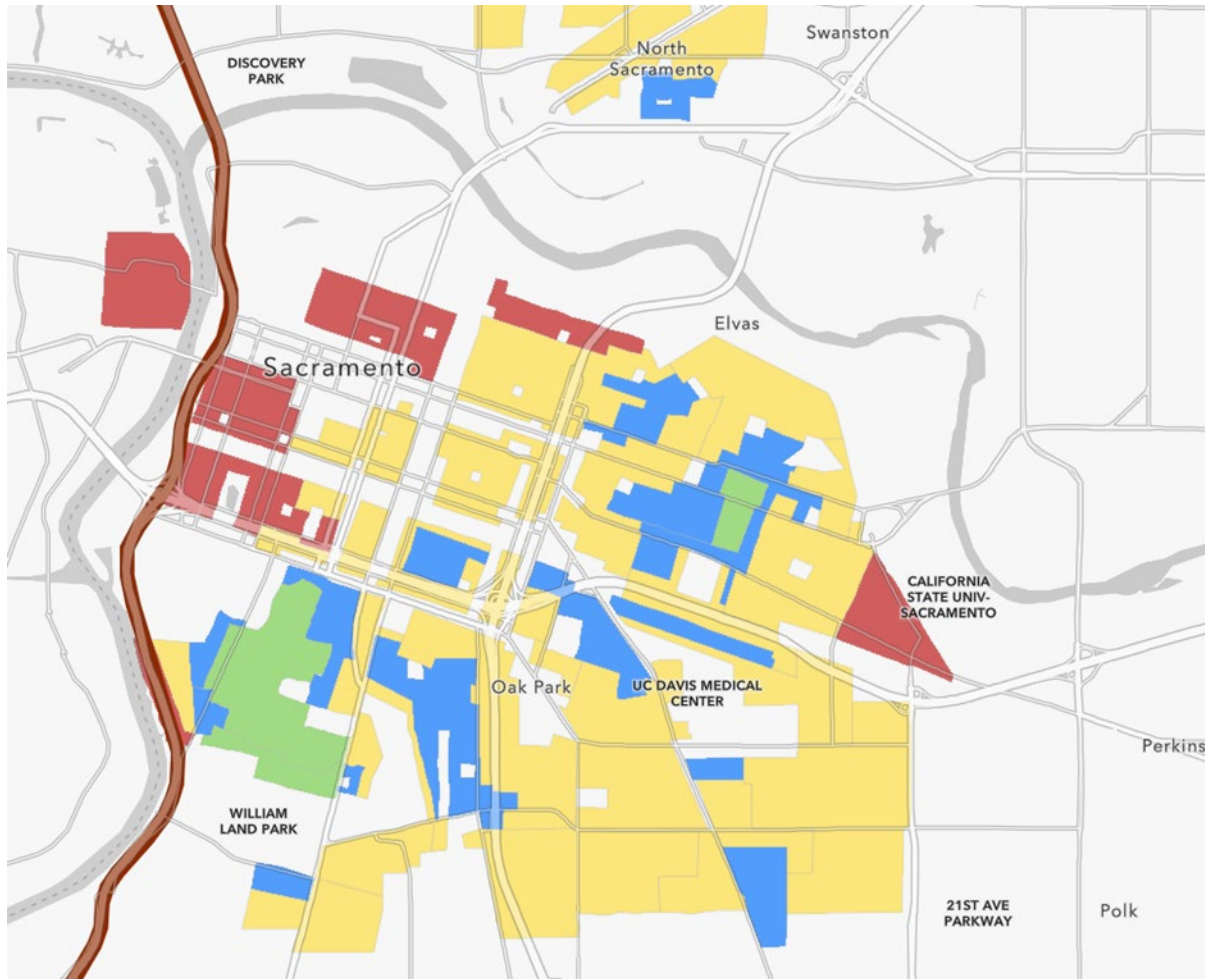 Swanston
North
Sacramento
DISCOVERY
PARK
Elvas
Sacramento
CALIFORNIA
STATE UNIV-
SACRAMENTO
Oak Park
UC DAVIS MEDICAL
CENTER
Perkins
WILLIAM
LAND PARK
21ST AVE
PARKWAY
Polk